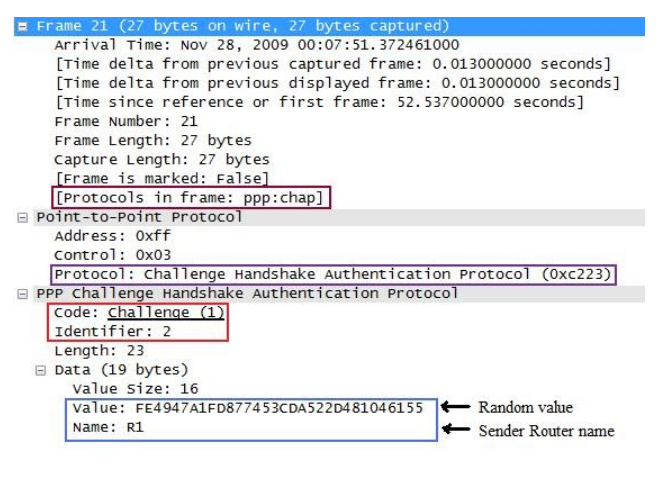 Frame 21 (27 bytes on wire, 27 bytes captured)
Arrival Time: Nov 28, 2009 00:07:51.372461000
[Time delta from previous captured frame: 0.013000000 seconds]
[Time delta from previous displayed frame: 0.013000000 seconds]
[Time since reference or first frame: 52.537000000 seconds]
Frame Number: 21
Frame Length: 27 bytes
Capture Length: 27 bytes
[Frame is marked: False]
[Protocols in frame: ppp:chap]
Point-to-Point Protocol
Address: 0xff
Control: 0x03
Protocol: Challenge Handshake Authentication Protocol (0xc223)
PPP Challenge Handshake Authentication Protocol
Code: Challenge (1)
Identifier: 2
Length: 23
Data (19 bytes)
Value Size: 16
Value: FE4947A1FD877453CDA522D481046155 Random value
Name: R1 Sender Router name